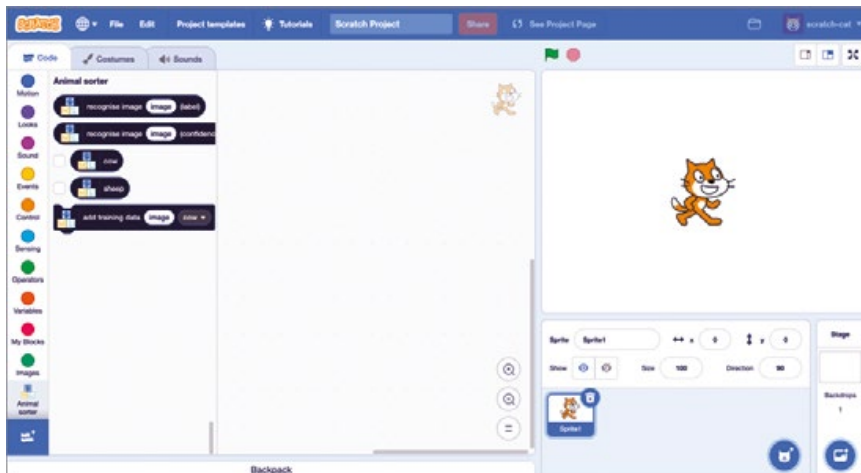 SCRATCH File Edit Project templates Tutorials Scratch Project Share See Project Page scratch-cat
Code Costumes Sounds
Motion
Looks
Sound
Events
Control
Sensing
Operators
Variables
My Blocks
Images
Animal sorter
Animal sorter
recognise image image (label)
recognise image image (confidenc
cow
sheep
add training data image cow
Sprite Sprite1 x 0 y 0
Show Size 100 Direction 90
Sprite1
Stage
Backdrops
1
Backpack